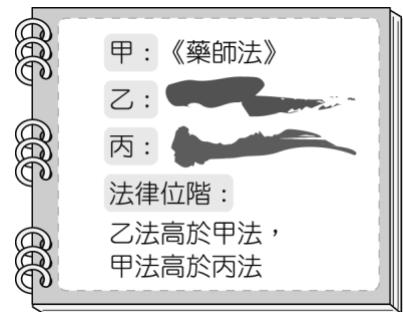 甲：《藥師法》
乙：
丙：
法律位階：
乙法高於甲法，
甲法高於丙法